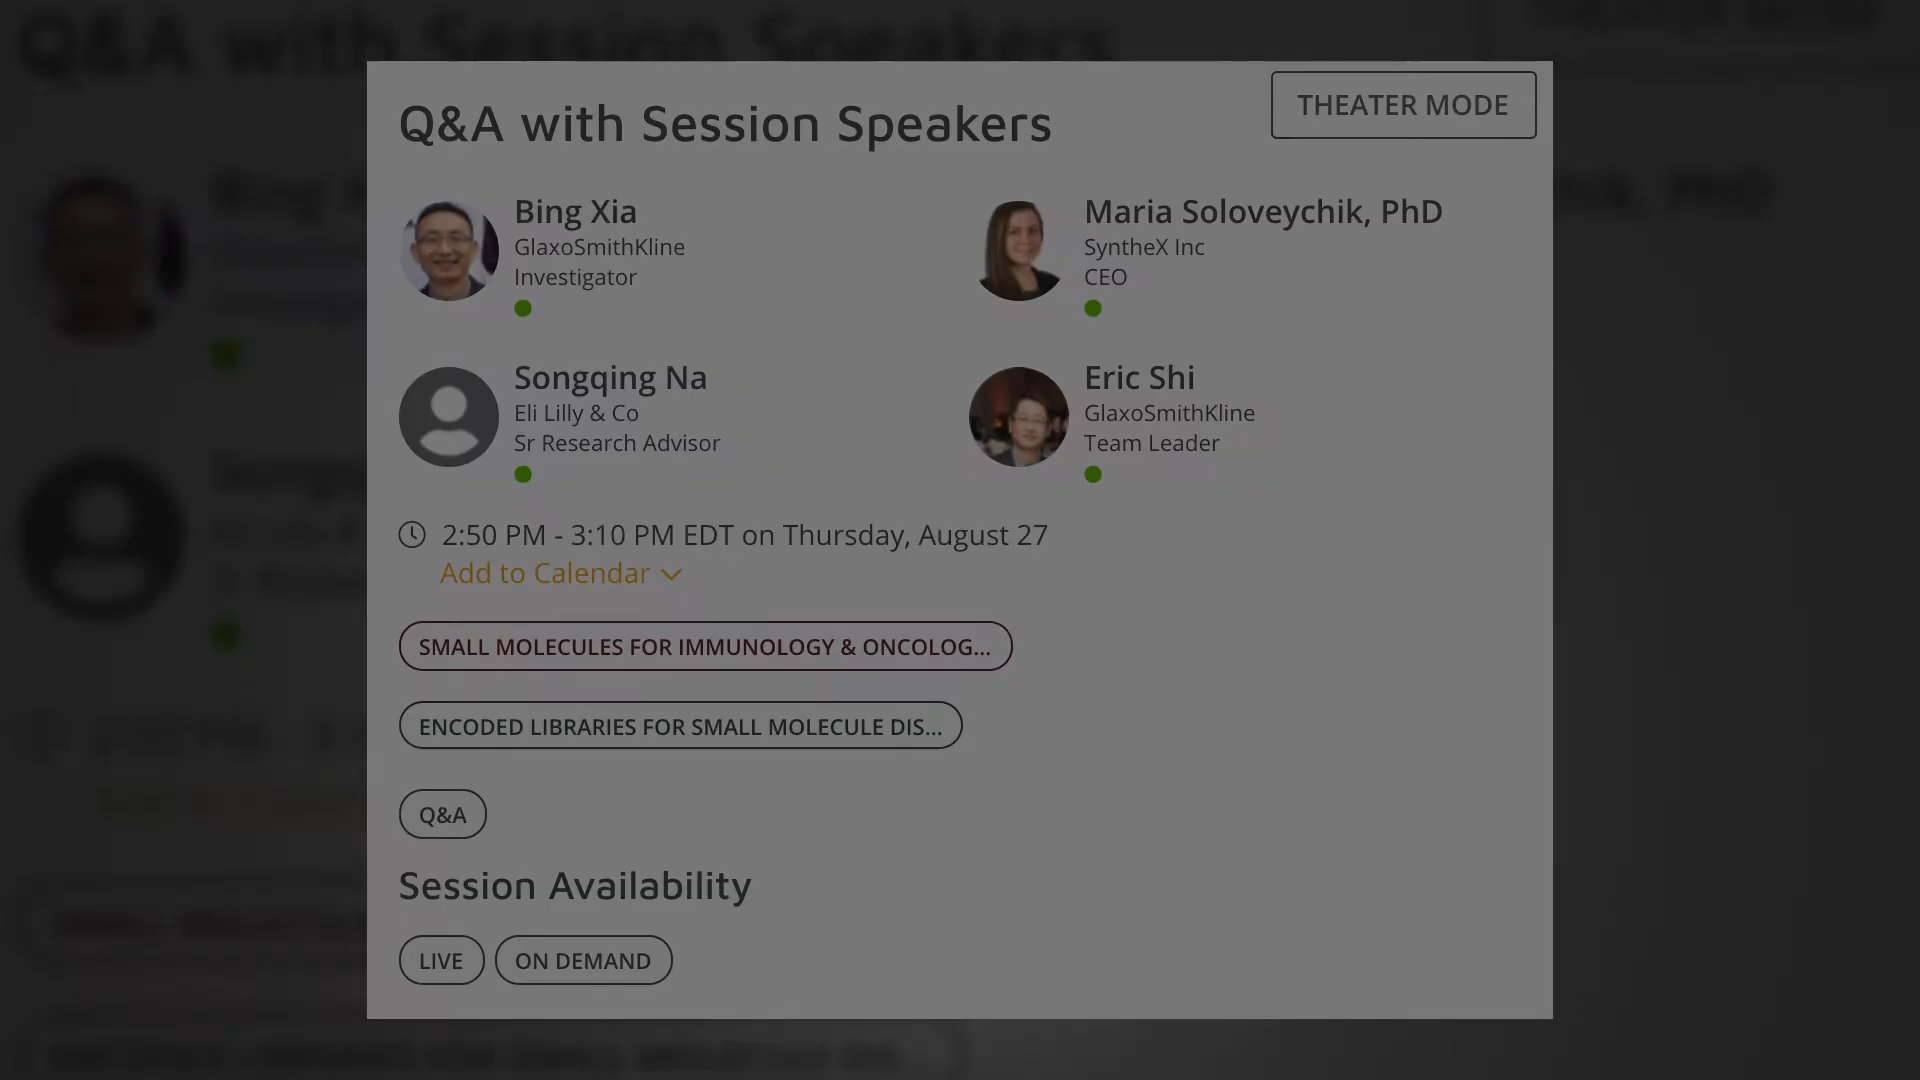 Q&A with Session Speakers
THEATER MODE
Bing Xia
GlaxoSmithKline
Investigator
Maria Soloveychik, PhD
SyntheX Inc
CEO
Songqing Na
Eli Lilly & Co
Sr Research Advisor
Eric Shi
GlaxoSmithKline
Team Leader
2:50 PM - 3:10 PM EDT on Thursday, August 27
Add to Calendar
SMALL MOLECULES FOR IMMUNOLOGY & ONCOLOG...
ENCODED LIBRARIES FOR SMALL MOLECULE DIS...
Q&A
Session Availability
LIVE
ON DEMAND